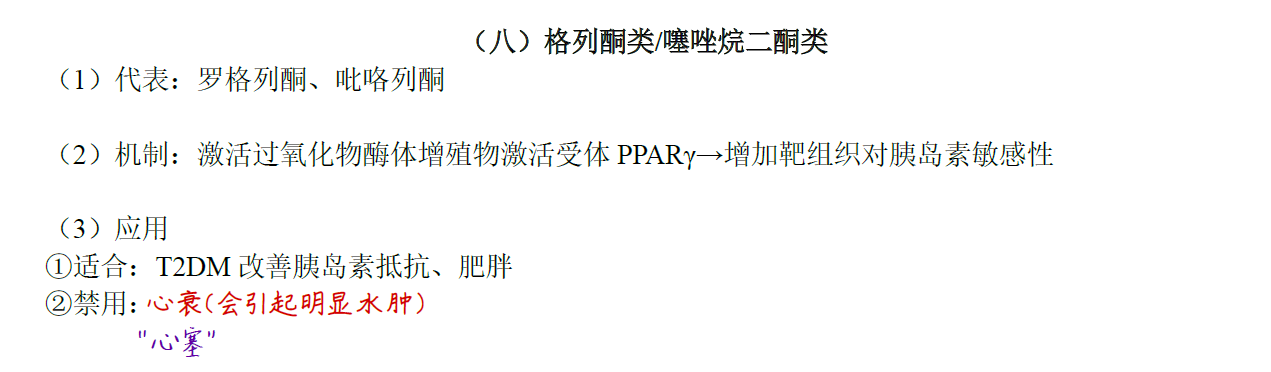 （八）格列酮类/噻唑烷二酮类
（1）代表：罗格列酮、吡咯列酮
（2）机制：激活过氧化物酶体增殖物激活受体 PPARγ→增加靶组织对胰岛素敏感性
（3）应用
①适合：T2DM 改善胰岛素抵抗、肥胖
②禁用：心衰(会引起明显水肿)
"心塞"